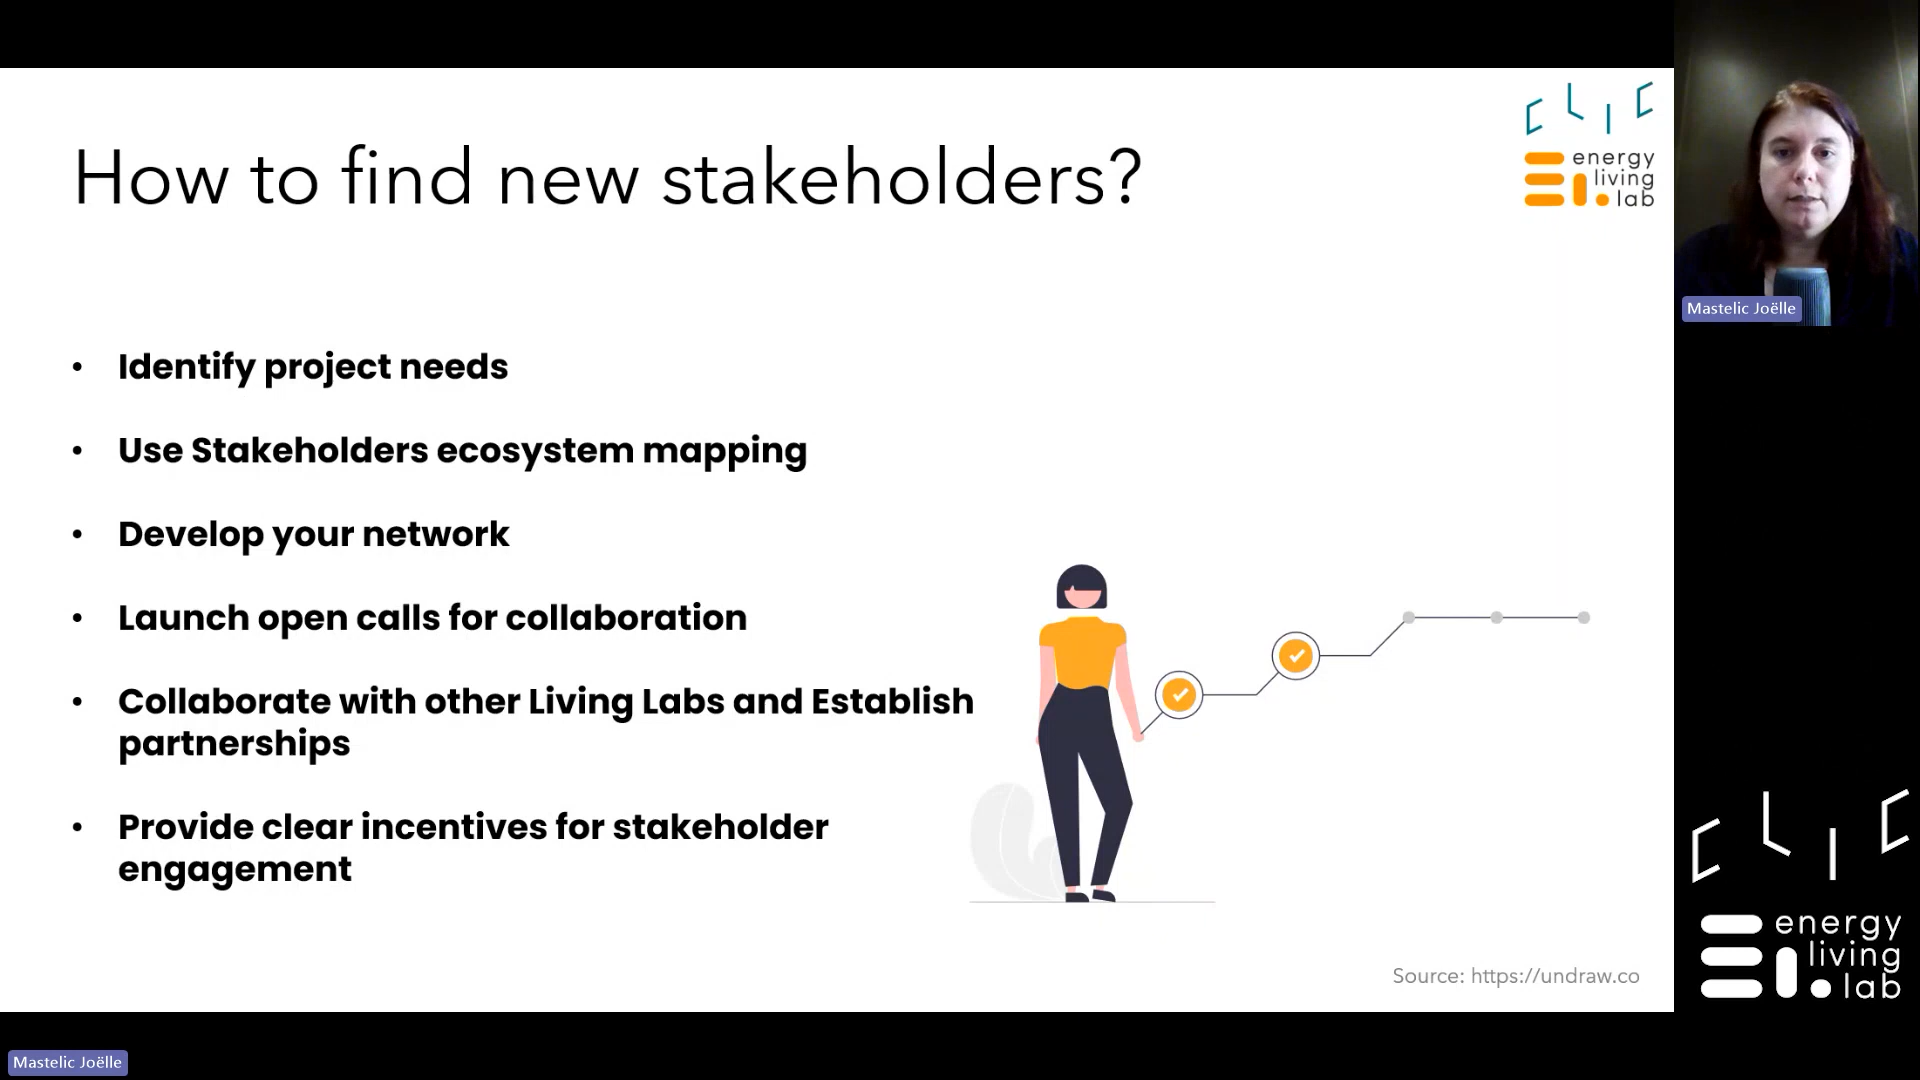 How to find new stakeholders?
CLIC
energy
living
lab
• Identify project needs
• Use Stakeholders ecosystem mapping
• Develop your network
• Launch open calls for collaboration
• Collaborate with other Living Labs and Establish
partnerships
• Provide clear incentives for stakeholder
engagement
Source: https://undraw.co
Mastelic Joëlle
CLIC
energy
living
lab
Mastelic Joëlle